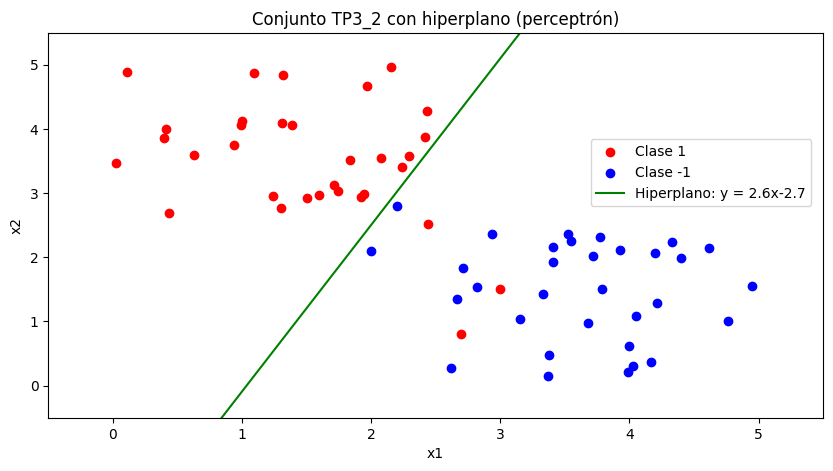 Conjunto TP3_2 con hiperplano (perceptrón)
5
4
3
2
1
0
x2
Clase 1
Clase -1
Hiperplano: y = 2.6x-2.7
0 1 2 3 4 5
x1